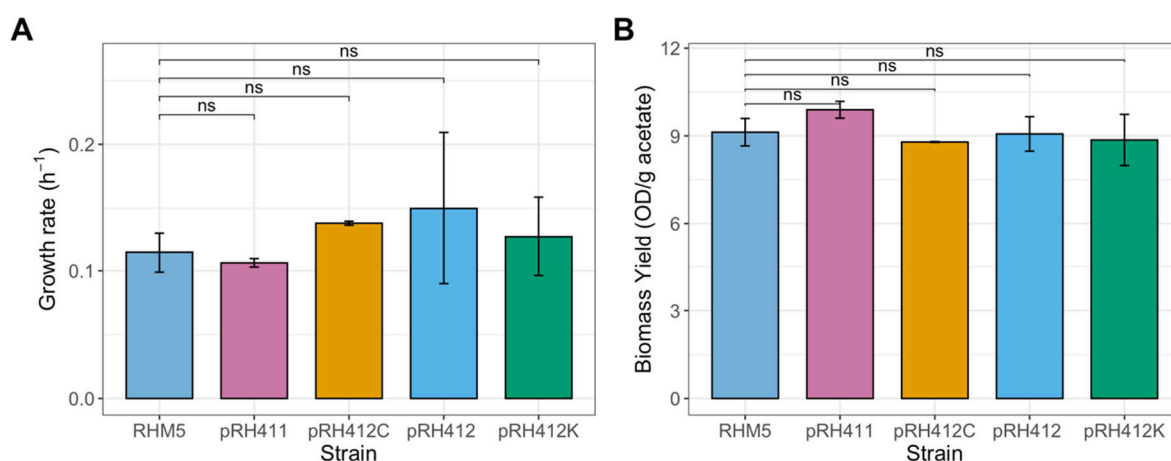 A
ns
ns
ns
ns
0.2
0.1
0.0
Growth rate (h⁻¹)
RHM5 pRH411 pRH412C pRH412 pRH412K
Strain
B
ns
ns
ns
ns
12
9
6
3
0
Biomass Yield (OD/g acetate)
RHM5 pRH411 pRH412C pRH412 pRH412K
Strain